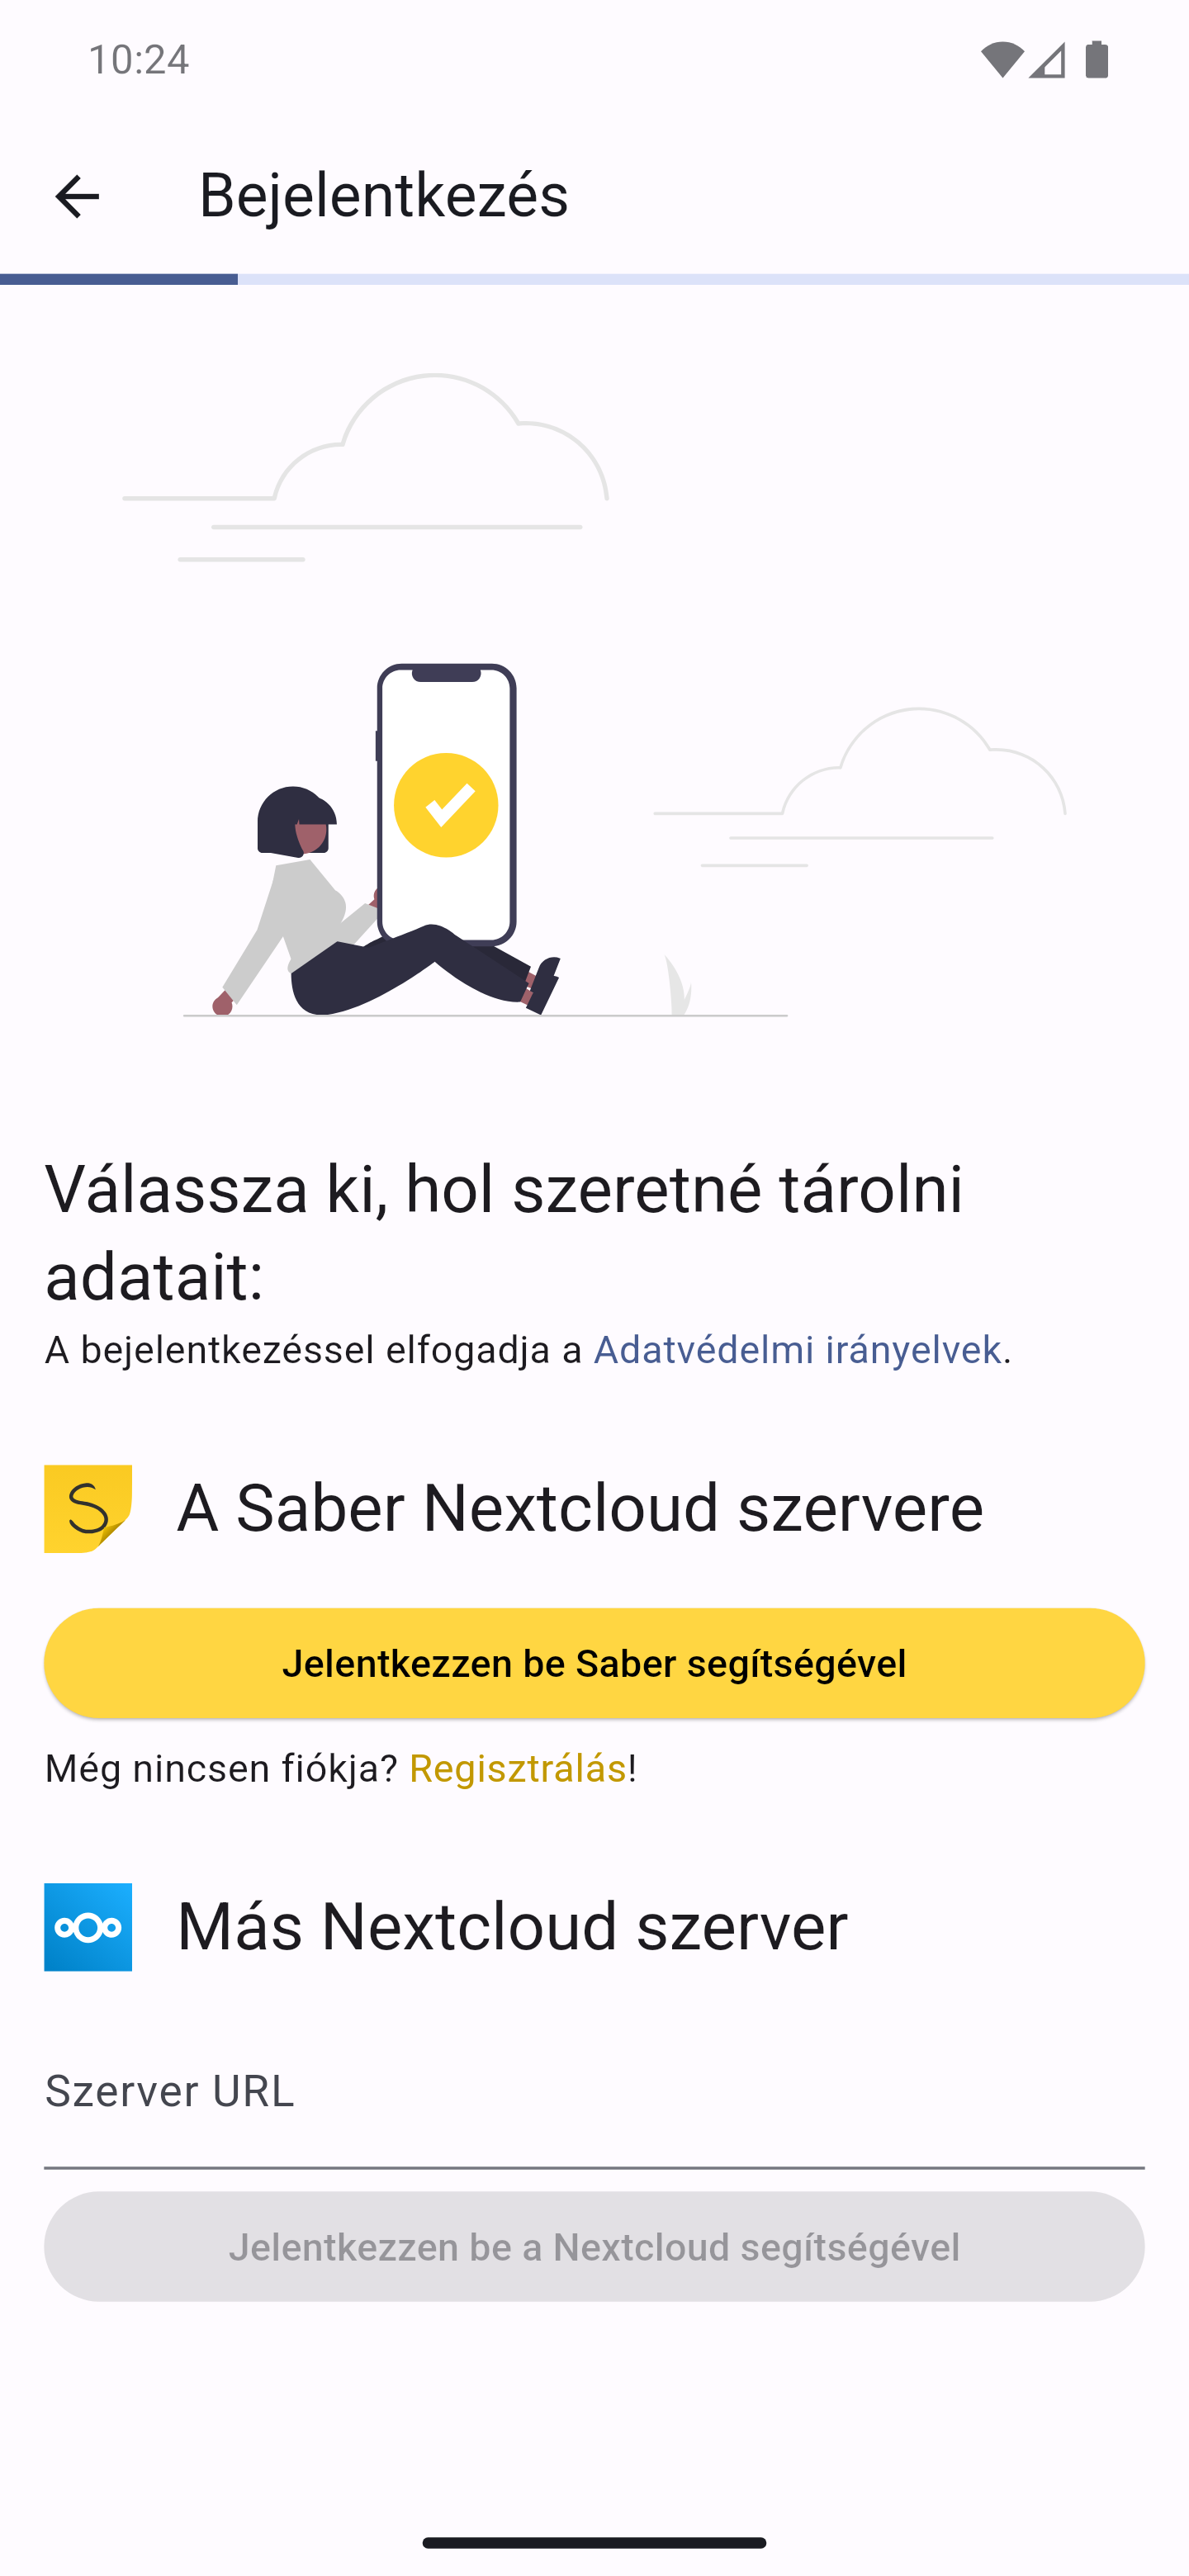 10:24
Bejelentkezés
Válassza ki, hol szeretné tárolni
adatait:
A bejelentkezéssel elfogadja a Adatvédelmi irányelvek.
S
A Saber Nextcloud szervere
Jelentkezzen be Saber segítségével
Még nincsen fiókja? Regisztrálás!
Más Nextcloud szerver
Szerver URL
Jelentkezzen be a Nextcloud segítségével